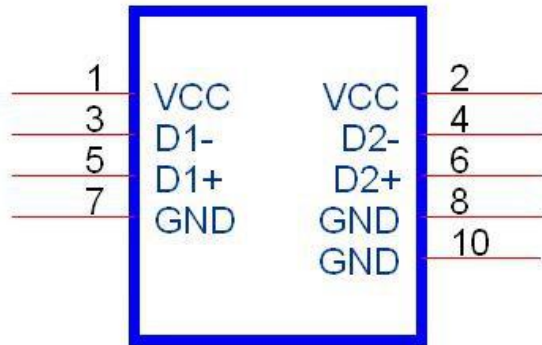 1 VCC VCC 2
3 D1- D2- 4
5 D1+ D2+ 6
7 GND GND 8
GND 10